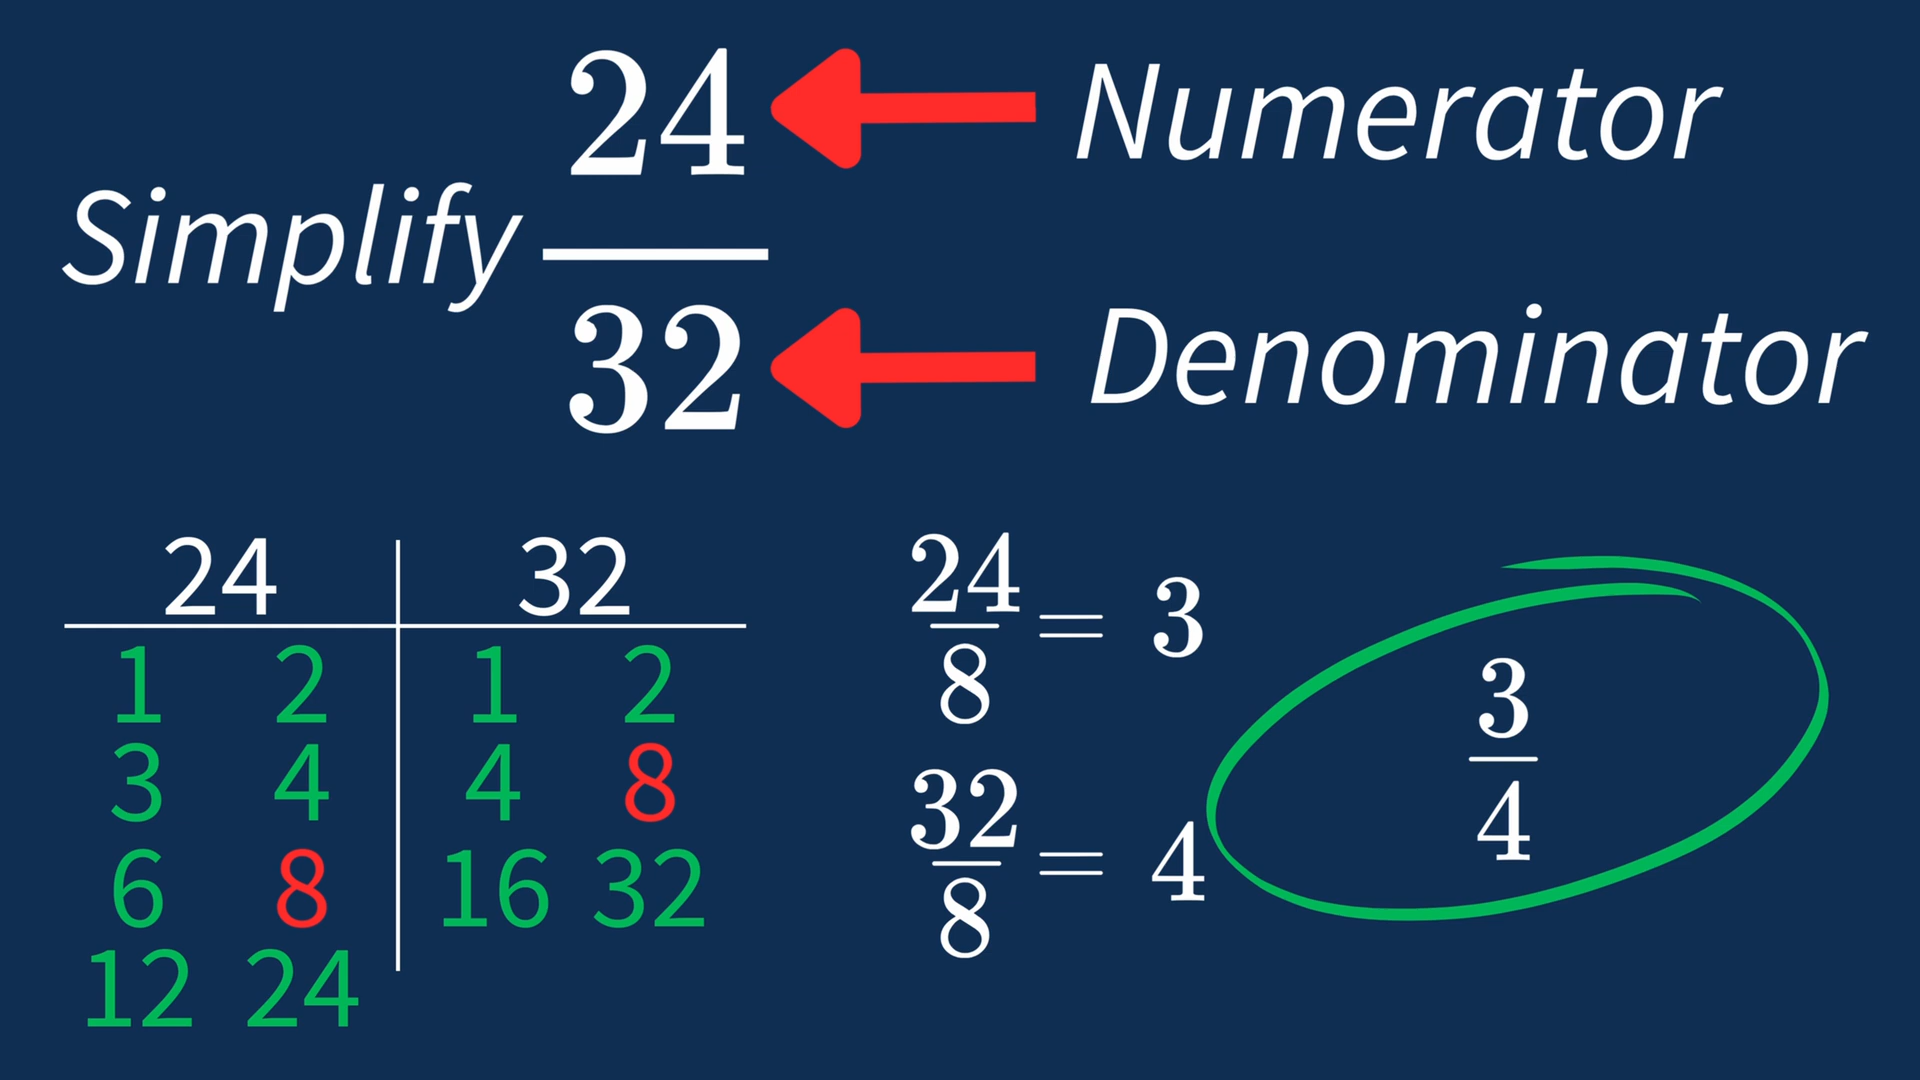 24 Numerator
Simplify
32 Denominator
24 32
1 2 1 2
3 4 4 8
6 8 16 32
12 24
24
8
= 3
32
8
= 4
3
4